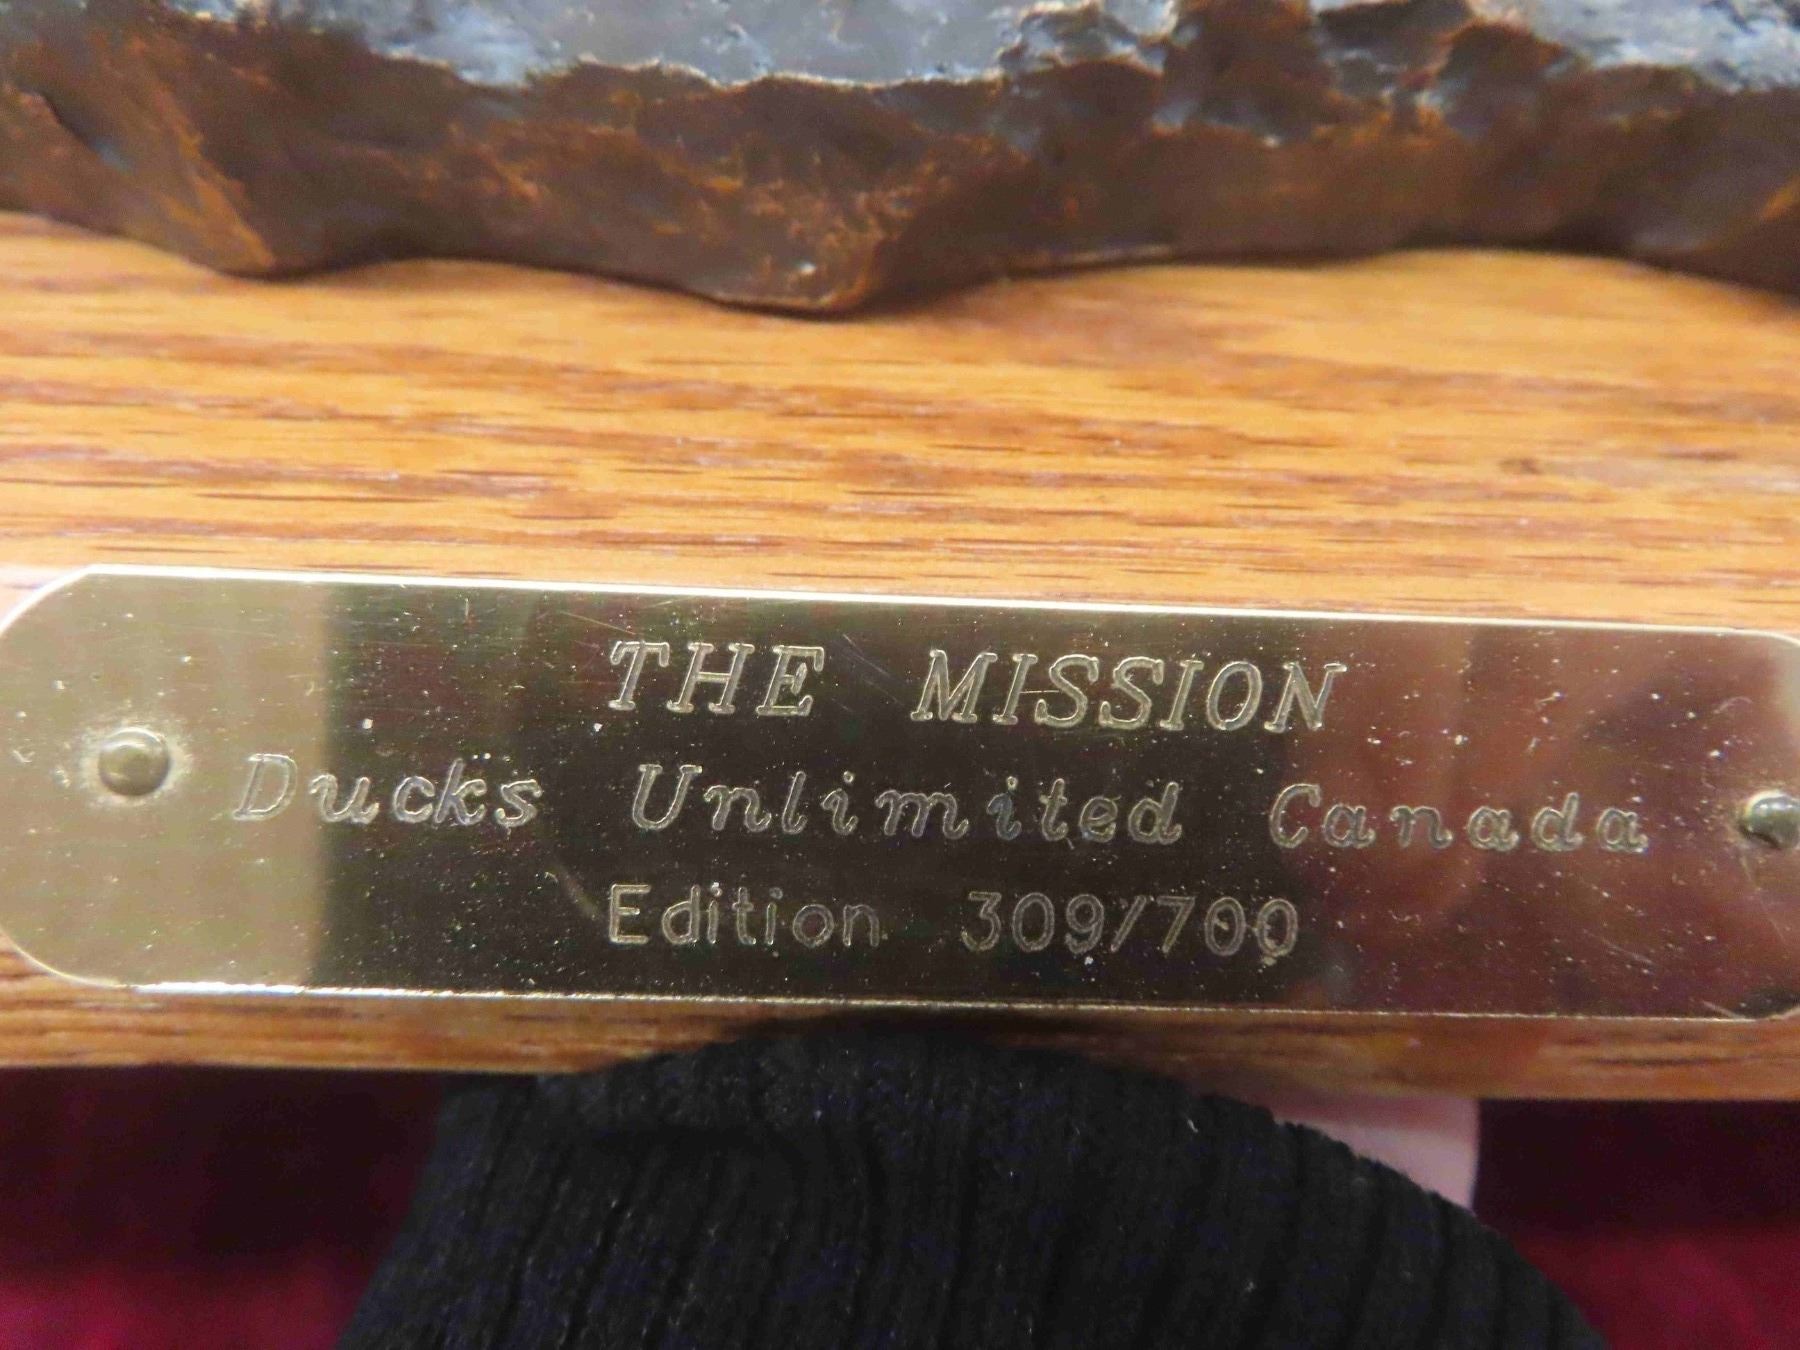 THE MISSION
Ducks Unlimited Canada
Edition 309/700